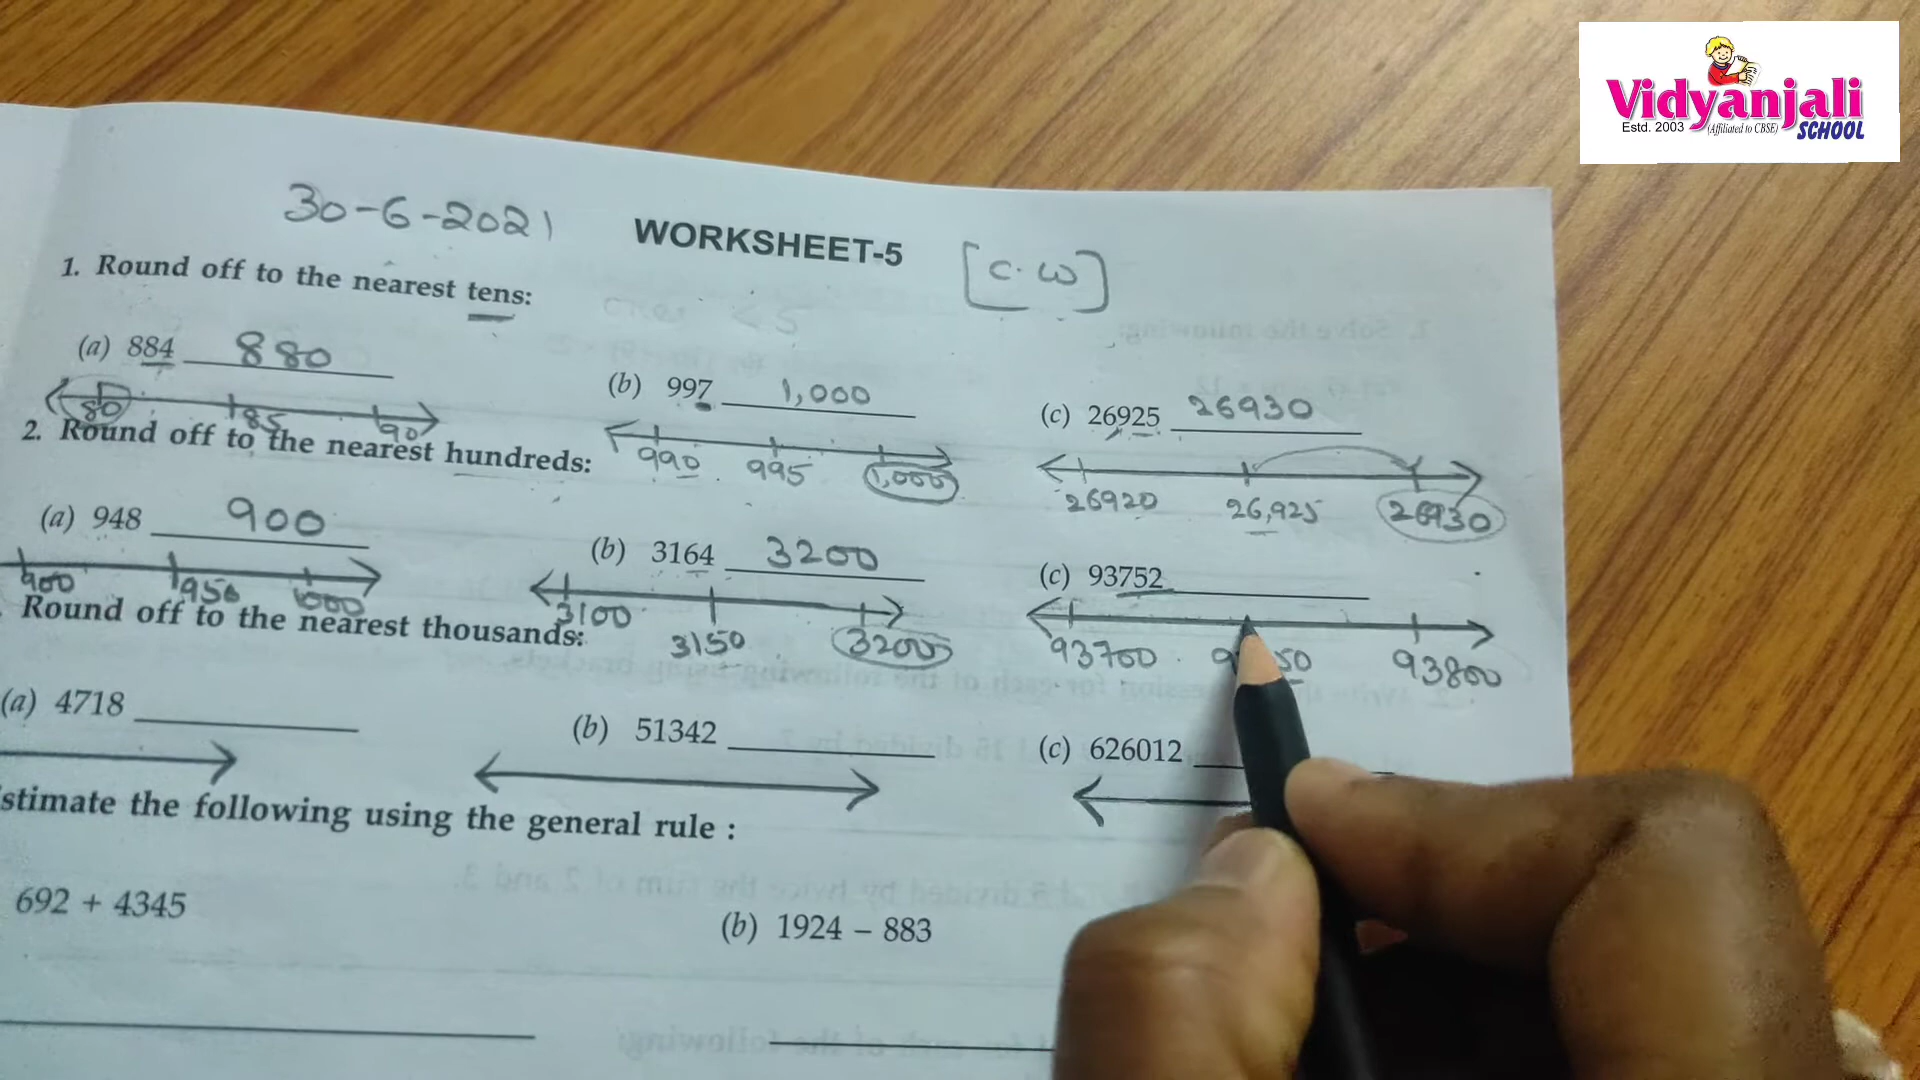 Vidyanjali
Estd. 2003 (Affiliated to CBSE) SCHOOL
30-6-2021 WORKSHEET-5 [C.W]
1. Round off to the nearest tens:
(a) 884 880
(b) 997 1,000
(c) 26925 26930
80 85 90
990 995 1,000
26920 26,925 26930
2. Round off to the nearest hundreds:
(a) 948 900
(b) 3164 3200
(c) 93752
900 950 1000
3100 3150 3200
93700 50 93800
Round off to the nearest thousands:
(a) 4718
(b) 51342
(c) 626012
stimate the following using the general rule :
692 + 4345
(b) 1924 – 883